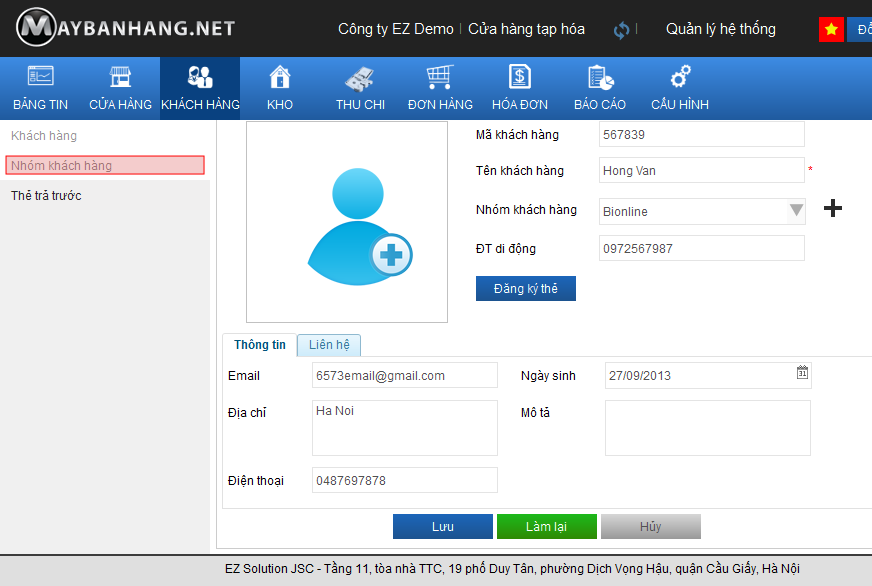 MAYBANHANG.NET
Công ty EZ Demo | Cửa hàng tạp hóa | Quản lý hệ thống
BẢNG TIN CỬA HÀNG KHÁCH HÀNG KHO THU CHI ĐƠN HÀNG HÓA ĐƠN BÁO CÁO CẤU HÌNH
Khách hàng
Nhóm khách hàng
Thẻ trả trước
Mã khách hàng 567839
Tên khách hàng Hong Van *
Nhóm khách hàng Bionline
ĐT di động 0972567987
Đăng ký thẻ
Thông tin Liên hệ
Email 6573email@gmail.com Ngày sinh 27/09/2013 31
Địa chỉ Ha Noi Mô tả
Điện thoại 0487697878
Lưu Làm lại Hủy
EZ Solution JSC - Tầng 11, tòa nhà TTC, 19 phố Duy Tân, phường Dịch Vọng Hậu, quận Cầu Giấy, Hà Nội